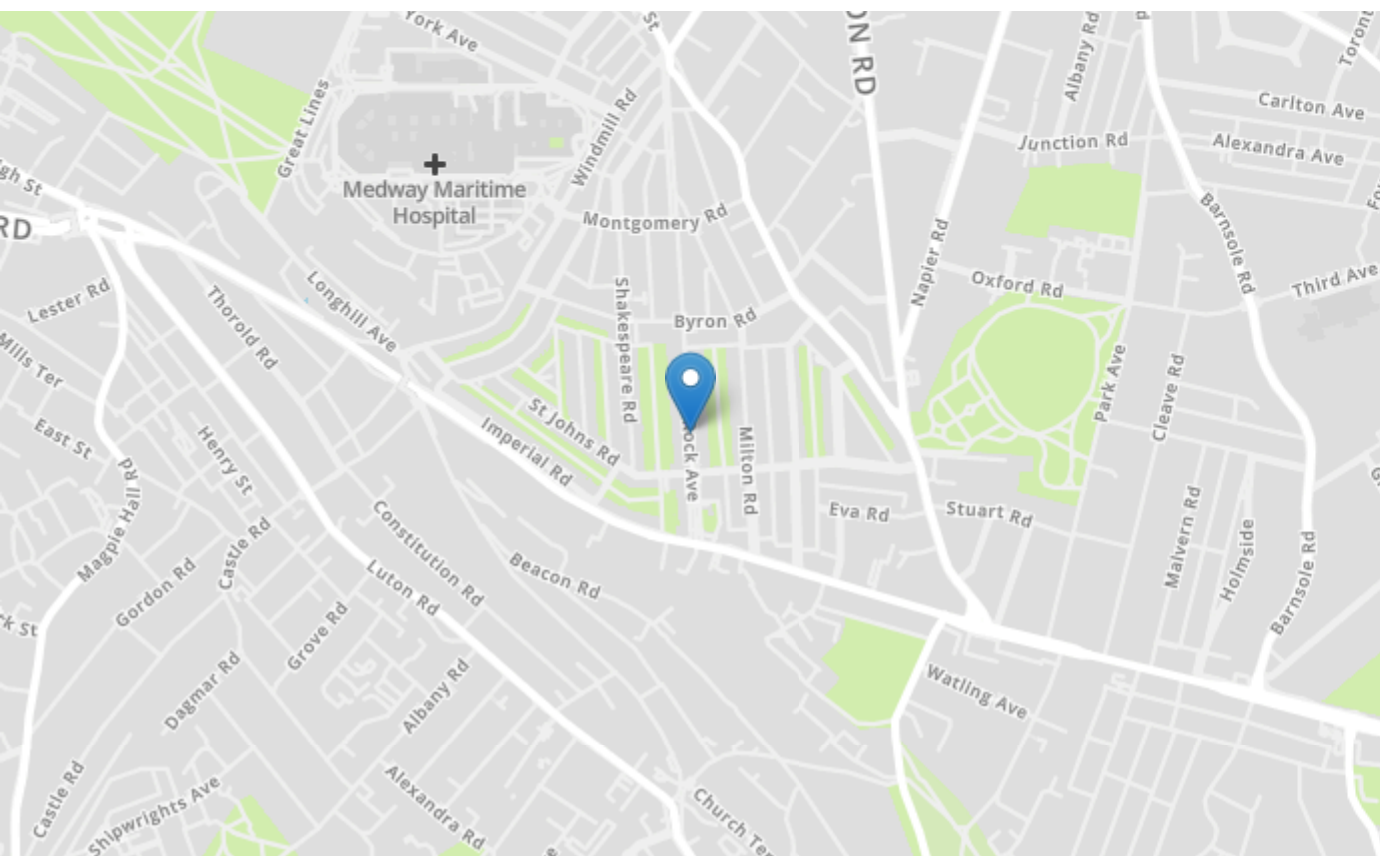 York Ave
St
ON RD
Albany Rd
Toront
Carlton Ave
Great Lines
Windmill Rd
Junction Rd
Alexandra Ave
gh St
Medway Maritime
Hospital
Montgomery Rd
Barnsole Rd
RD
Napier Rd
Lester Rd
Longhill Ave
Shakespeare Rd
Oxford Rd
Third Ave
Thorold Rd
Byron Rd
Mills Ter
Park Ave
Cleave Rd
East St
Henry St
St Johns Rd
Imperial Rd
ock Ave
Milton Rd
Magpie Hall Rd
Castle Rd
Constitution Rd
Eva Rd
Stuart Rd
Malvern Rd
Holmside
Barnsole Rd
Gordon Rd
Luton Rd
Beacon Rd
rk St
Grove Rd
Dagmar Rd
Albany Rd
Watling Ave
Castle Rd
Shipwrights Ave
Alexandra Rd
Church Te